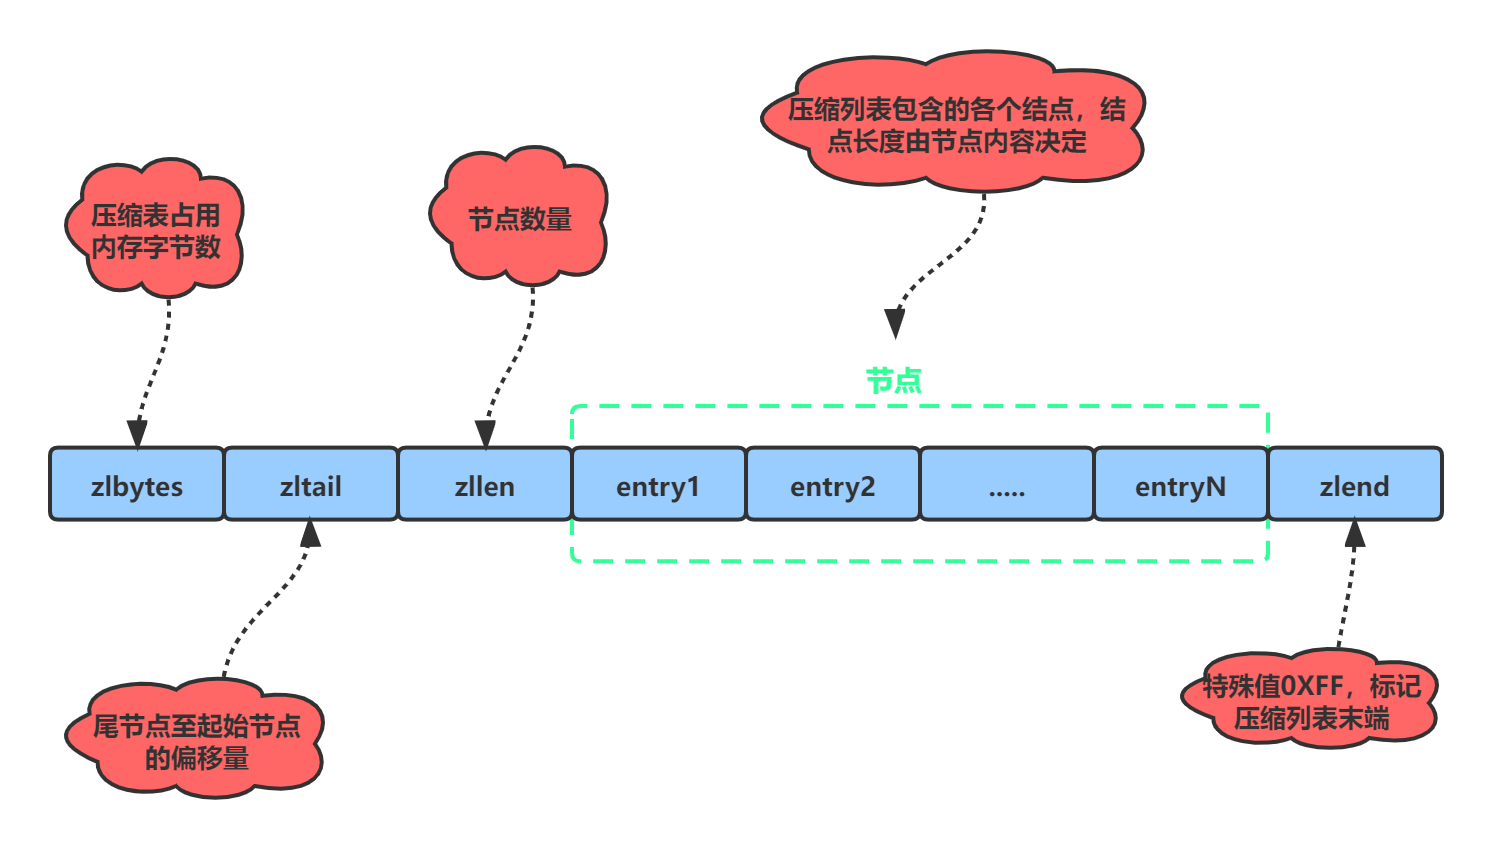 压缩列表包含的各个结点，结
点长度由节点内容决定
压缩表占用
内存字节数
节点数量
节点
zlbytes
zltail
zllen
entry1
entry2
.....
entryN
zlend
尾节点至起始节点
的偏移量
特殊值0XFF，标记
压缩列表末端